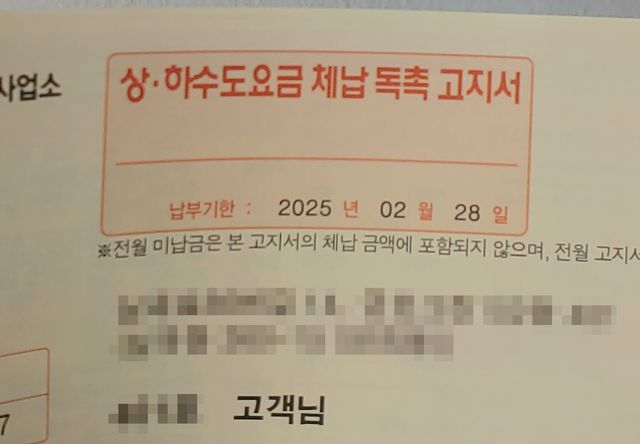 사업소
상·하수도요금 체납 독촉 고지서
납부기한 : 2025 년 02 월 28 일
※전월 미납금은 본 고지서의 체납 금액에 포함되지 않으며, 전월 고지서
고객님
7